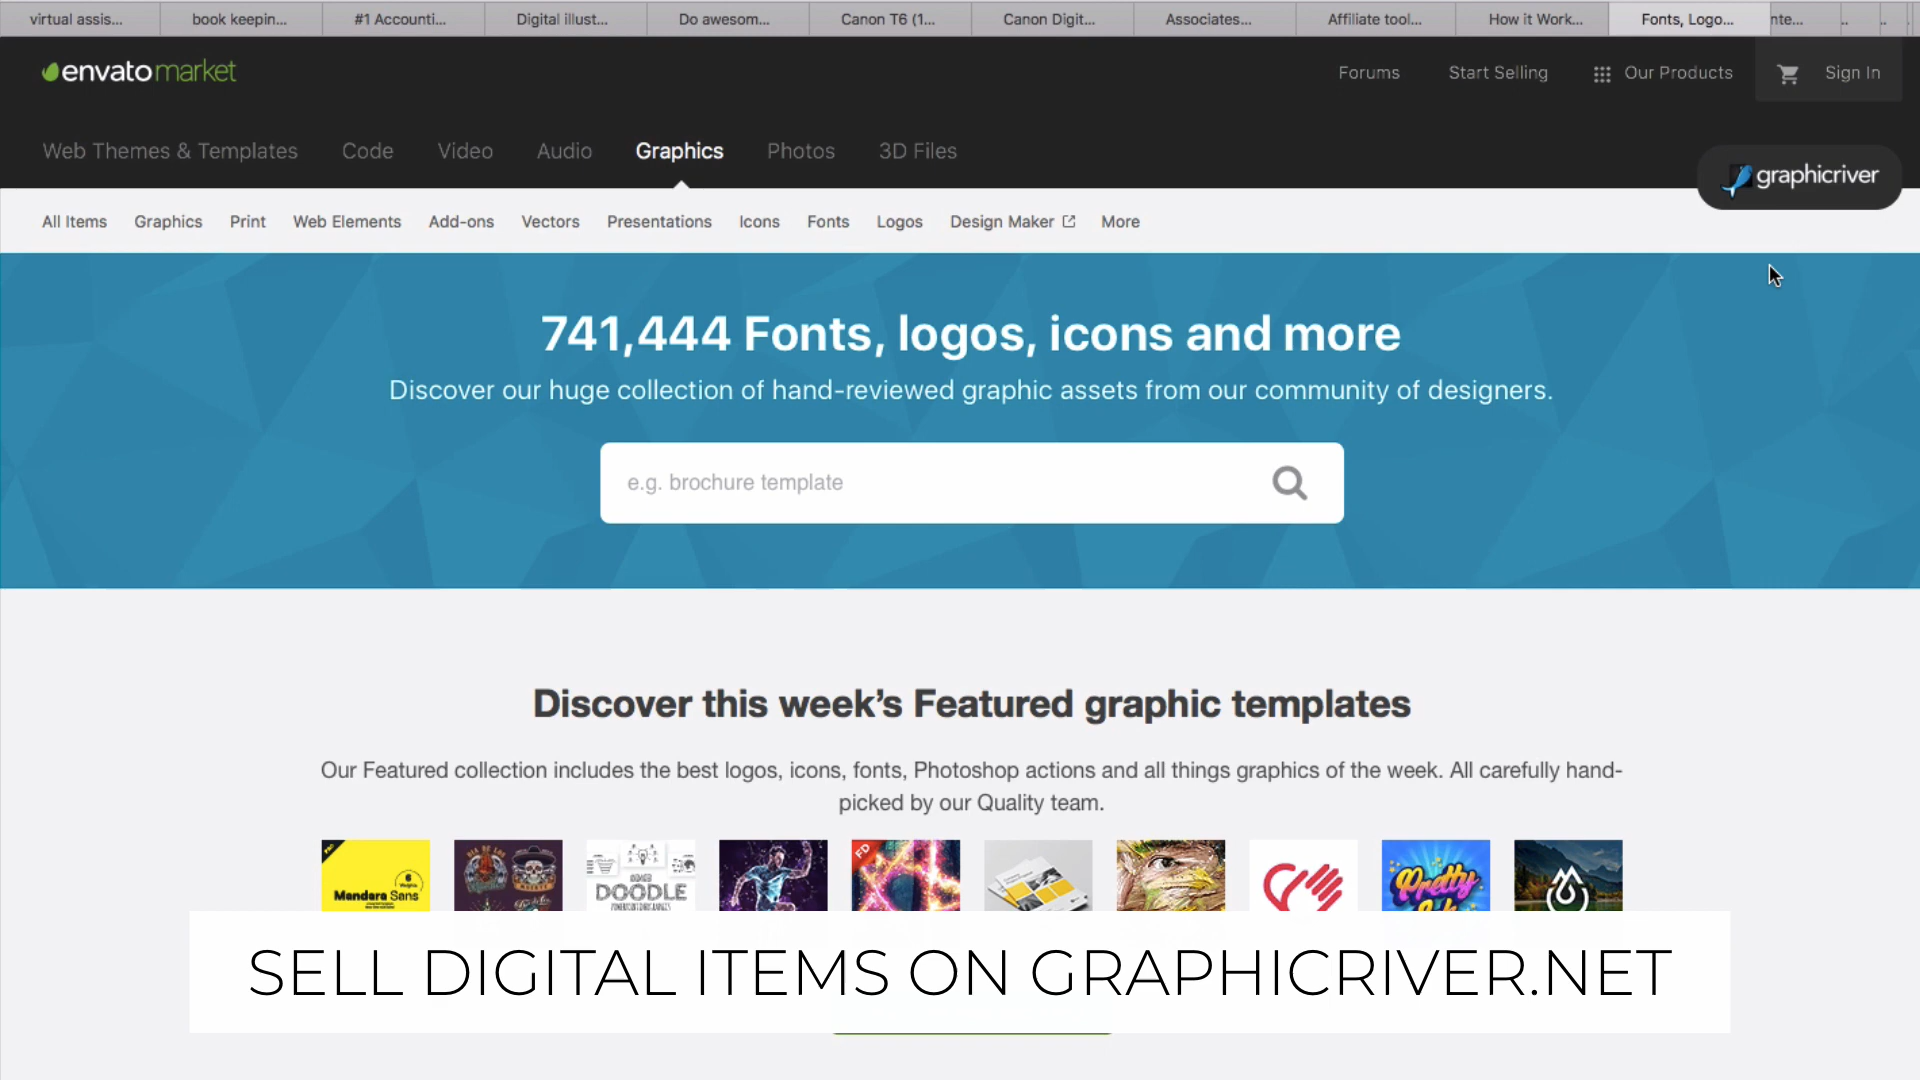 virtual assis...
book keepin...
#1 Accounti...
Digital illust...
Do awesom...
Canon T6 (1...
Canon Digit...
Associates...
Affiliate tool...
How it Work...
Fonts, Logo...
nte...
envatomarket
Forums
Start Selling
Our Products
Sign In
Web Themes & Templates
Code
Video
Audio
Graphics
Photos
3D Files
graphicriver
All Items
Graphics
Print
Web Elements
Add-ons
Vectors
Presentations
Icons
Fonts
Logos
Design Maker
More
741,444 Fonts, logos, icons and more
Discover our huge collection of hand-reviewed graphic assets from our community of designers.
e.g. brochure template
Discover this week's Featured graphic templates
Our Featured collection includes the best logos, icons, fonts, Photoshop actions and all things graphics of the week. All carefully hand-
picked by our Quality team.
PRO
6
Weights
Mandara Sans
DOODLE
FD
Pretty
SELL DIGITAL ITEMS ON GRAPHICRIVER.NET